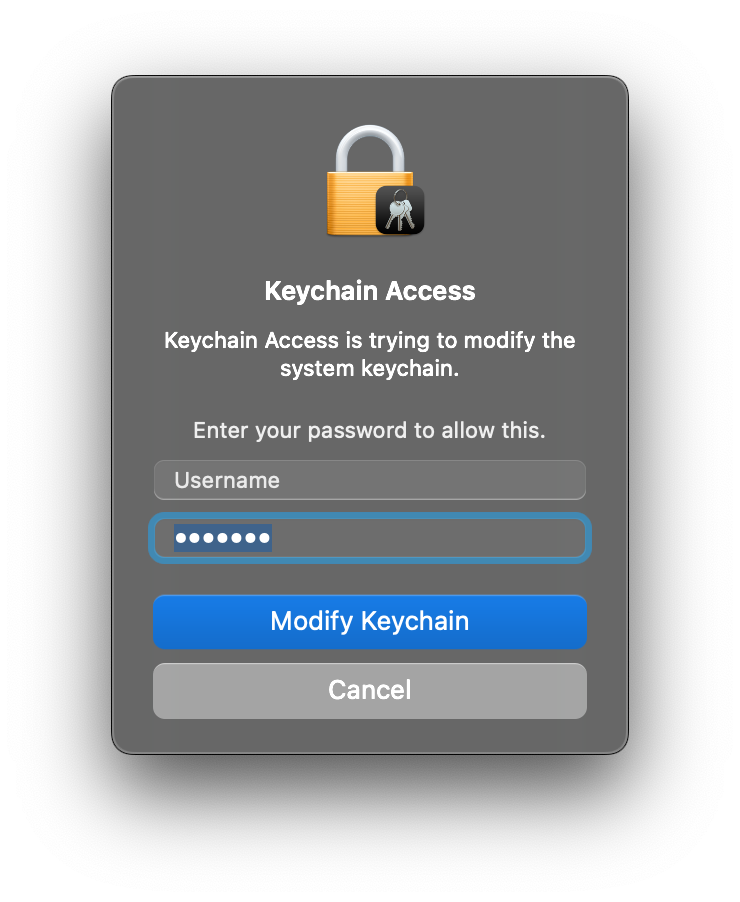 Keychain Access
Keychain Access is trying to modify the
system keychain.
Enter your password to allow this.
Username
•••••••
Modify Keychain
Cancel